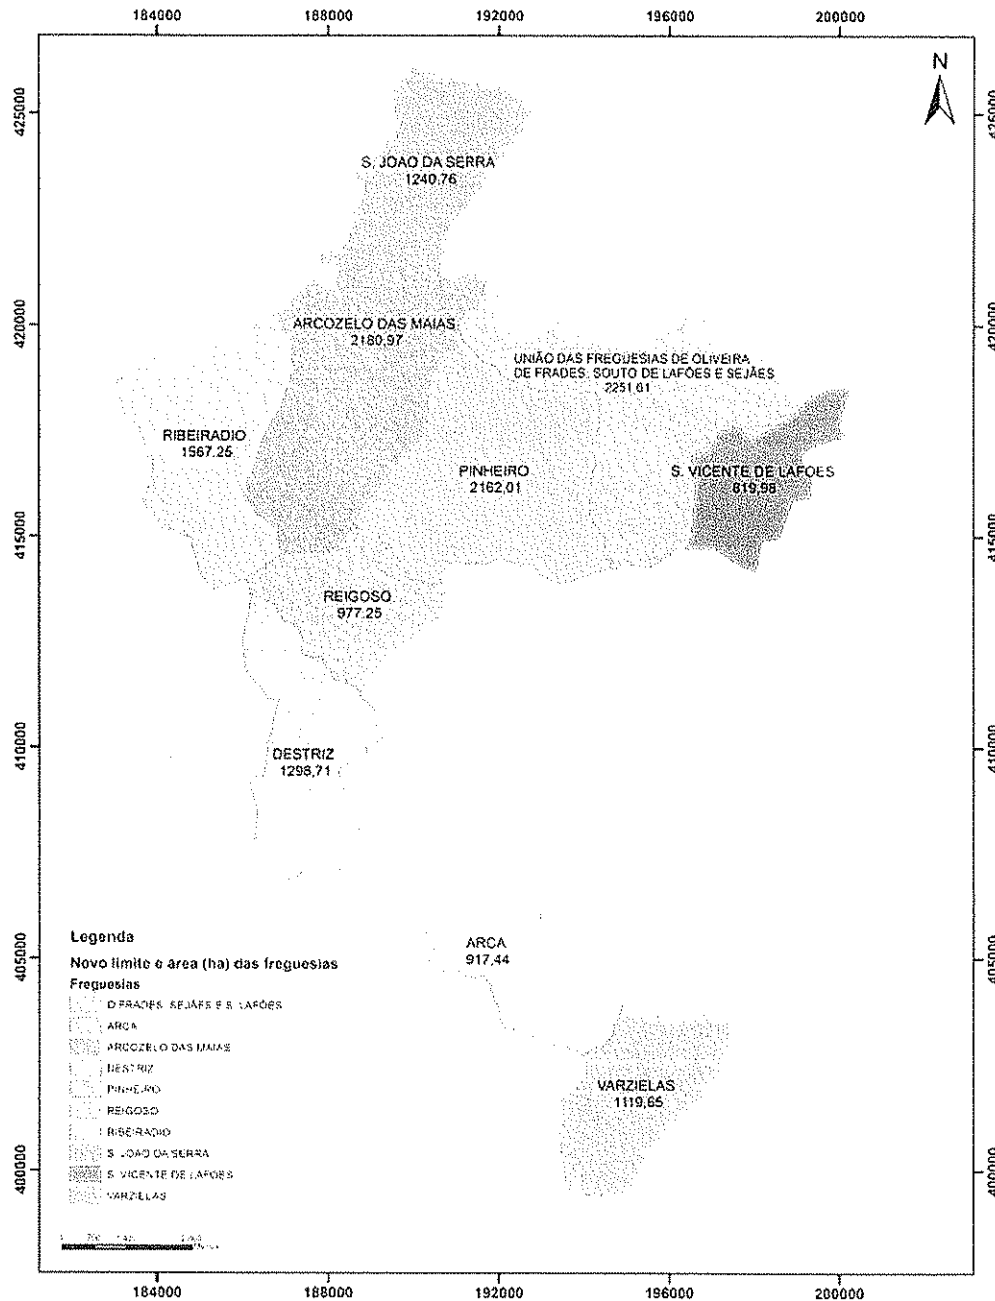 184000 188000 192000 196000 200000
N
425000
425000
S. JOAO DA SERRA
1240,76
420000
420000
ARCOZELO DAS MAIAS
2180,97
UNIÃO DAS FREGUESIAS DE OLIVEIRA
DE FRADES, SOUTO DE LAFÕES E SEJÃES
2251,01
RIBEIRADIO
1567,25
PINHEIRO
2162,01
S. VICENTE DE LAFOES
819,98
415000
415000
REIGOSO
977,25
410000
410000
DESTRIZ
1298,71
ARCA
917,44
405000
405000
Legenda
Novo limite e área (ha) das freguesias
Freguesias
O.FRADES, SEJÃES E S. LAFÕES
ARCA
ARCOZELO DAS MAIAS
DESTRIZ
PINHEIRO
REIGOSO
RIBEIRADIO
S. JOAO DA SERRA
S. VICENTE DE LAFOES
VARZIELAS
VARZIELAS
1119,65
400000
400000
184000 188000 192000 196000 200000